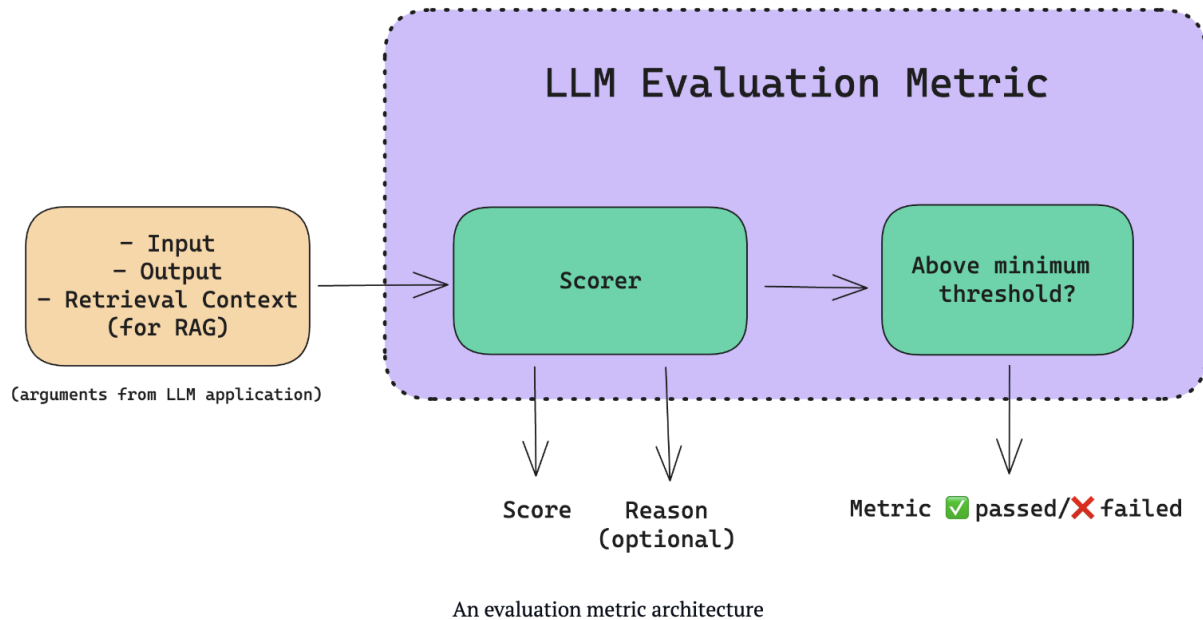 LLM Evaluation Metric
- Input
- Output
- Retrieval Context
(for RAG)
(arguments from LLM application)
Scorer
Above minimum
threshold?
Score
Reason
(optional)
Metric ✅ passed/❌ failed
An evaluation metric architecture